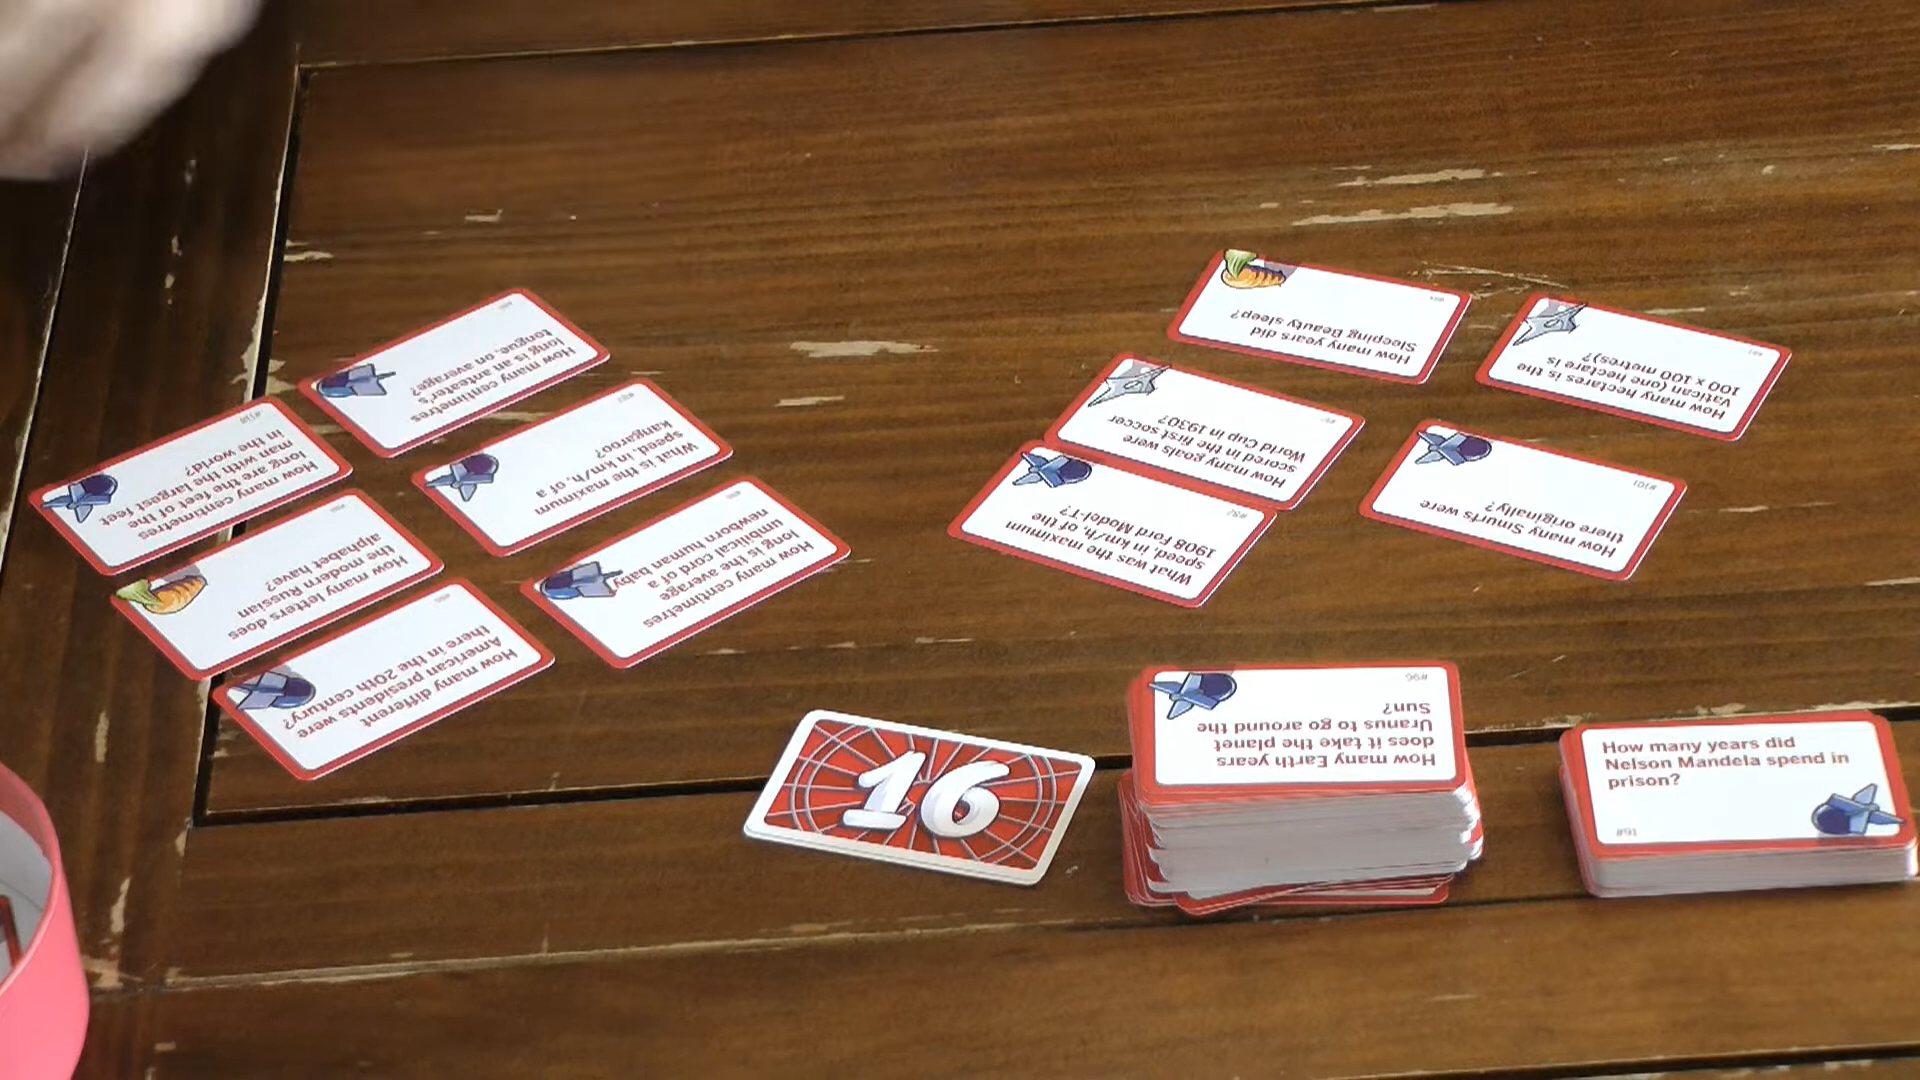 How many centimetres
long is an anteater's
tongue, on average?
How many centimetres
long are the feet of the
man with the largest feet
in the world?
#118
What is the maximum
speed, in km/h, of a
kangaroo?
How many letters does
the modern Russian
alphabet have?
How many centimetres
long is the average
umbilical cord of a
newborn human baby
How many different
American presidents were
there in the 20th century?
How many years did
Sleeping Beauty sleep?
How many hectares is the
Vatican (one hectare is
100 x 100 metres)?
How many goals were
scored in the first soccer
World Cup in 1930?
What was the maximum
speed, in km/h, of the
1908 Ford Model-T?
#92
How many Smurfs were
there originally?
#101
16
How many Earth years
does it take the planet
Uranus to go around the
Sun?
#96
How many years did
Nelson Mandela spend in
prison?
#91